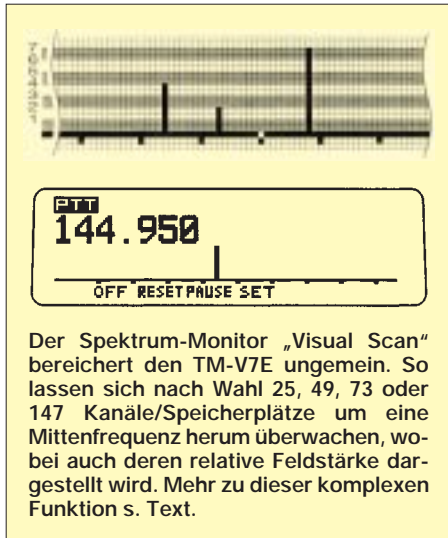 PTT
144.950
OFF RESET PAUSE SET
Der Spektrum-Monitor „Visual Scan“
bereichert den TM-V7E ungemein. So
lassen sich nach Wahl 25, 49, 73 oder
147 Kanäle/Speicherplätze um eine
Mittenfrequenz herum überwachen, wo-
bei auch deren relative Feldstärke dar-
gestellt wird. Mehr zu dieser komplexen
Funktion s. Text.